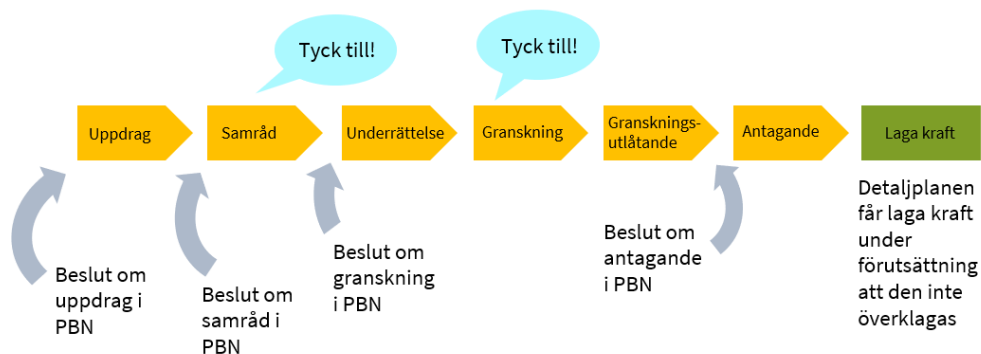 Tyck till!
Tyck till!
Uppdrag
Samråd
Underrättelse
Granskning
Gransknings-
utlåtande
Antagande
Laga kraft
Beslut om
uppdrag i
PBN
Beslut om
samråd i
PBN
Beslut om
granskning
i PBN
Beslut om
antagande
i PBN
Detaljplanen
får laga kraft
under
förutsättning
att den inte
överklagas